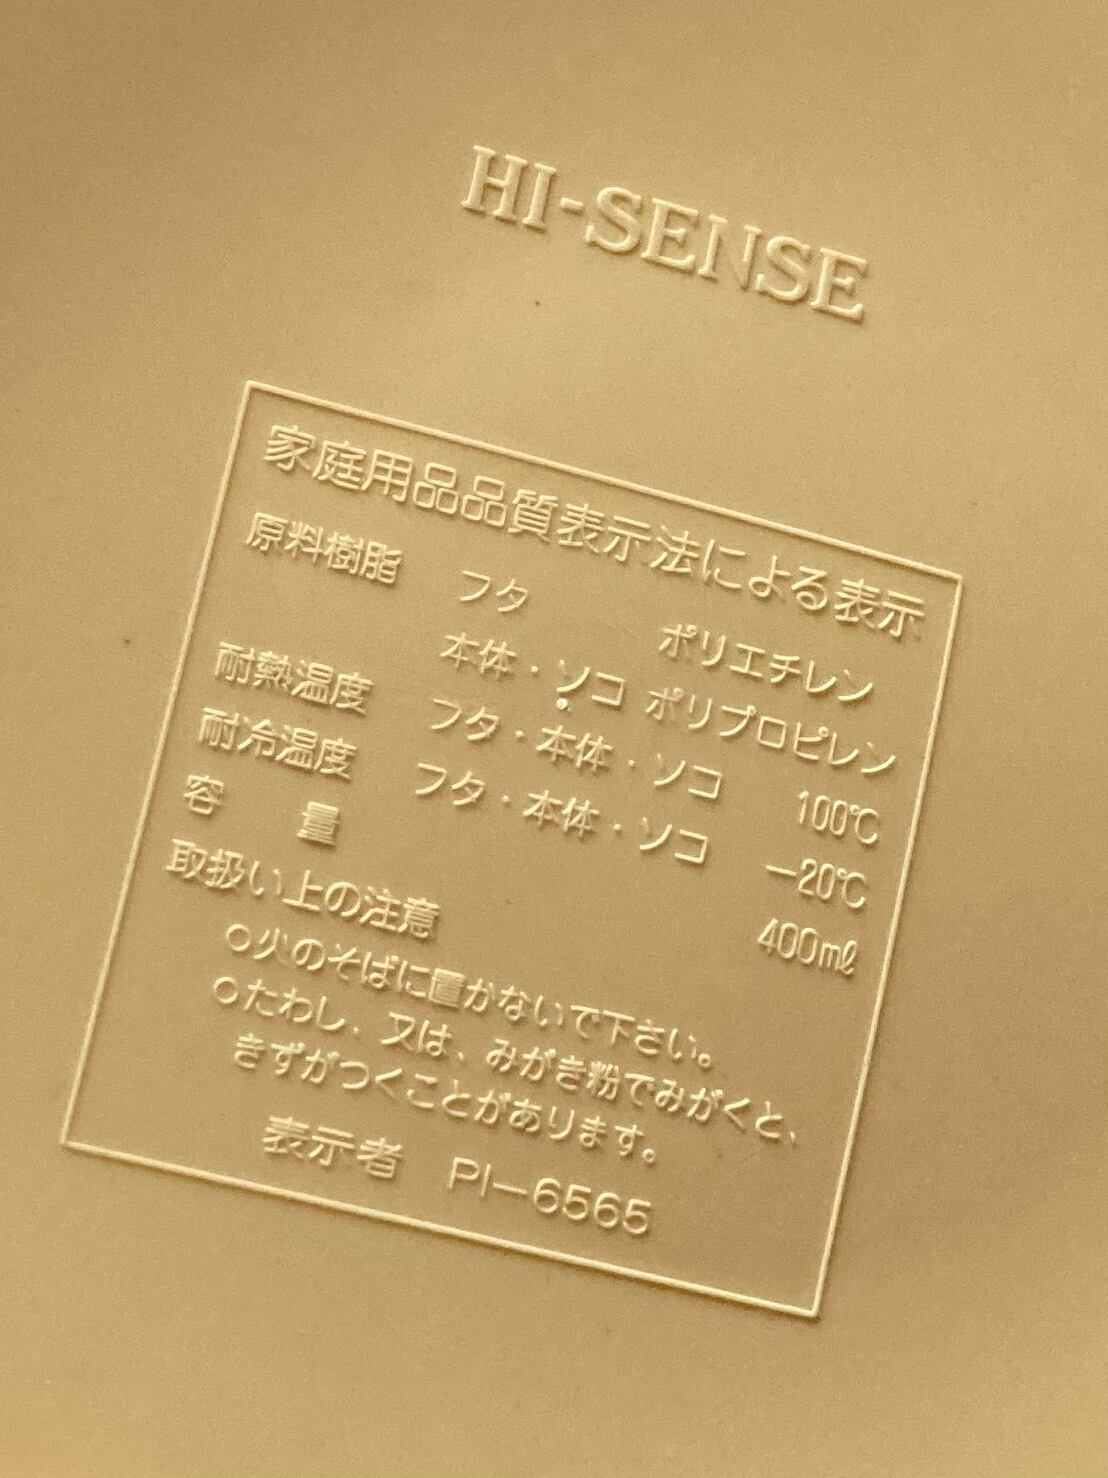 HI-SENSE
家庭用品品質表示法による表示
原料樹脂 フタ ポリエチレン
本体・ソコ ポリプロピレン
耐熱温度 フタ・本体・ソコ 100℃
耐冷温度 フタ・本体・ソコ −20℃
容量 400mℓ
取扱い上の注意
○火のそばに置かないで下さい。
○たわし、又は、みがき粉でみがくと、
きずがつくことがあります。
表示者 PI−6565